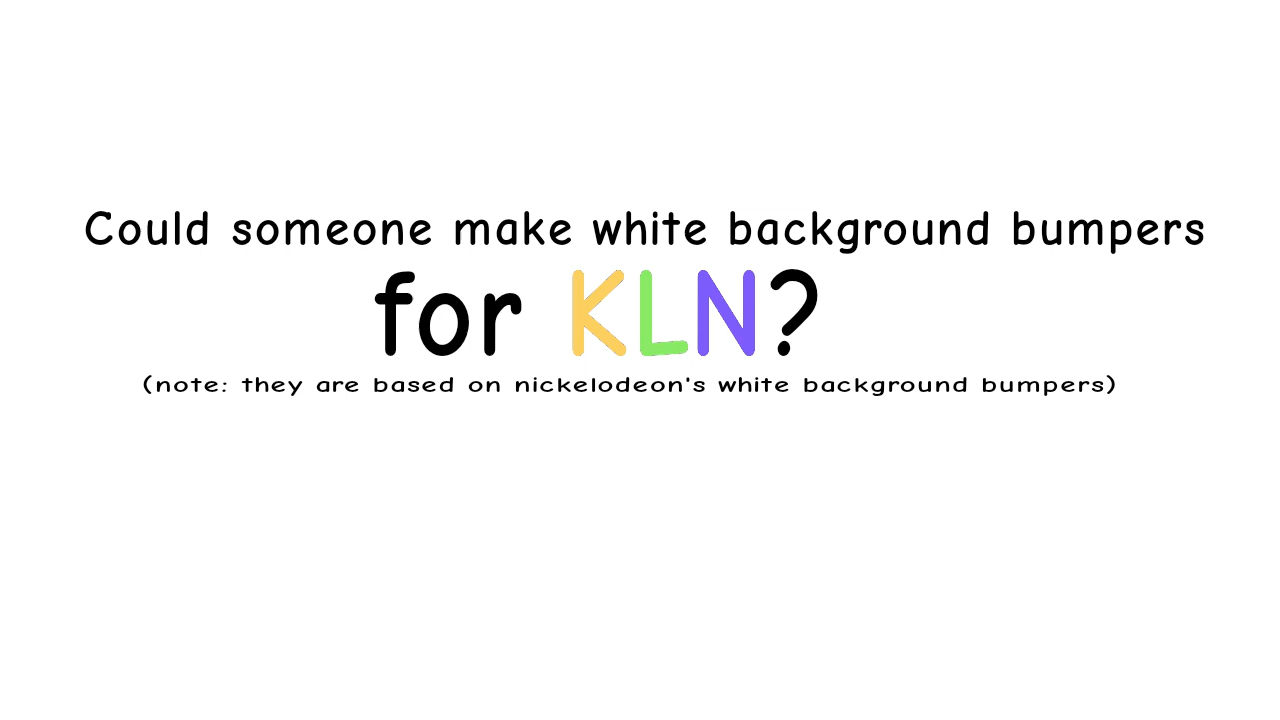 Could someone make white background bumpers
for KLN?
(note: they are based on nickelodeon's white background bumpers)